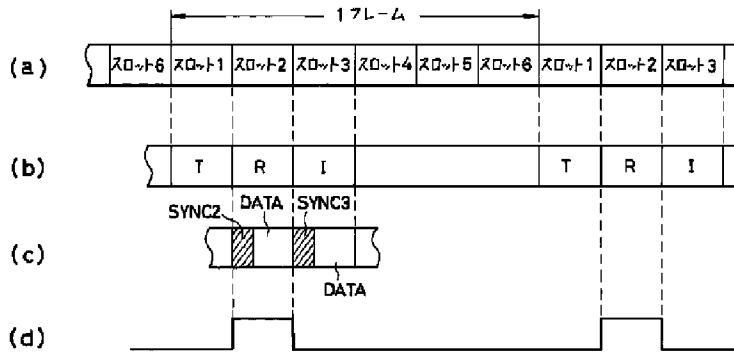 1フレーム
(a) スロット6 スロット1 スロット2 スロット3 スロット4 スロット5 スロット6 スロット1 スロット2 スロット3
(b) T R I T R I
SYNC2 DATA SYNC3
(c)
DATA
(d)